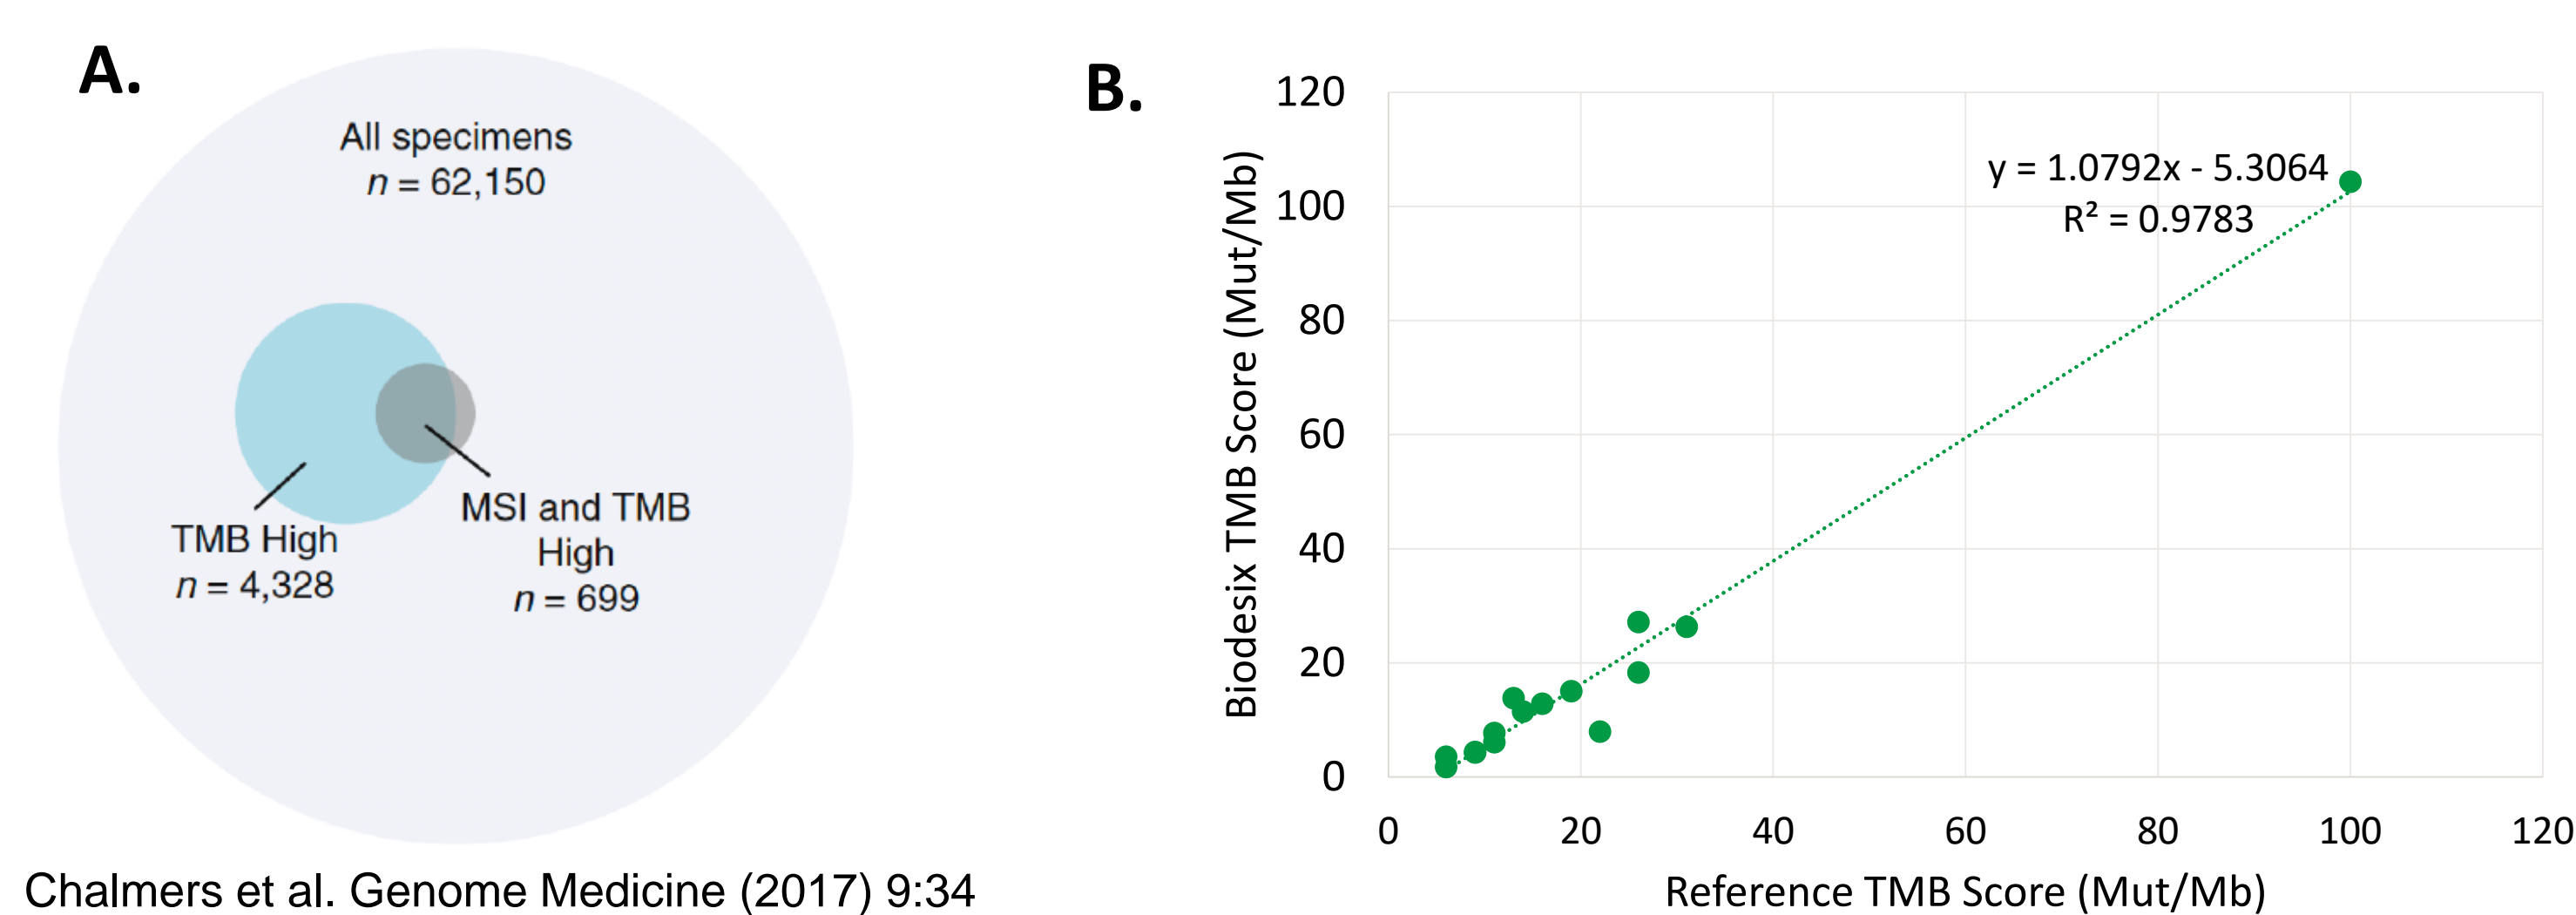 A.
All specimens
n = 62,150
TMB High
n = 4,328
MSI and TMB
High
n = 699
Chalmers et al. Genome Medicine (2017) 9:34
B.
Biodesix TMB Score (Mut/Mb)
120
100
80
60
40
20
0
y = 1.0792x - 5.3064
R² = 0.9783
0 20 40 60 80 100 120
Reference TMB Score (Mut/Mb)